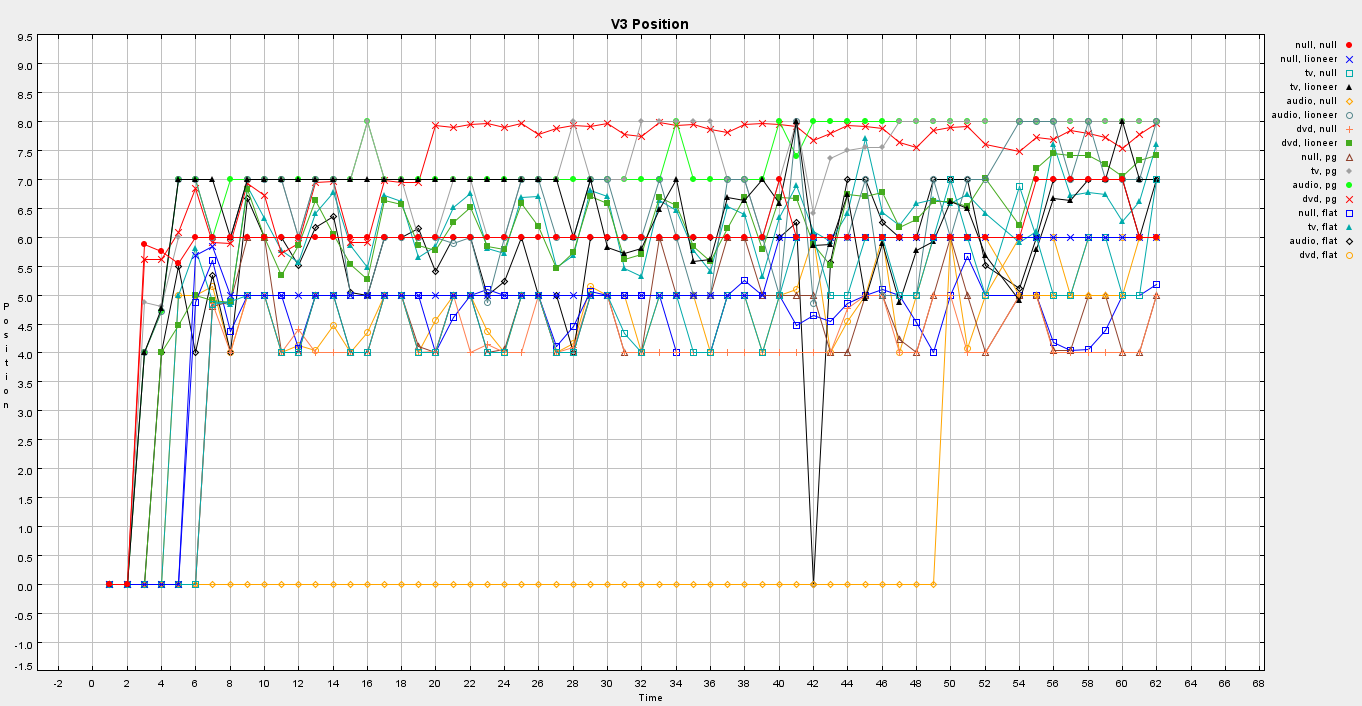 V3 Position
9.5
9.0
8.5
8.0
7.5
7.0
6.5
6.0
5.5
5.0
4.5
4.0
3.5
3.0
2.5
2.0
1.5
1.0
0.5
0.0
-0.5
-1.0
-1.5
Position
-2 0 2 4 6 8 10 12 14 16 18 20 22 24 26 28 30 32 34 36 38 40 42 44 46 48 50 52 54 56 58 60 62 64 66 68
Time
null, null
null, lioneer
tv, null
tv, lioneer
audio, null
audio, lioneer
dvd, null
dvd, lioneer
null, pg
tv, pg
audio, pg
dvd, pg
null, flat
tv, flat
audio, flat
dvd, flat